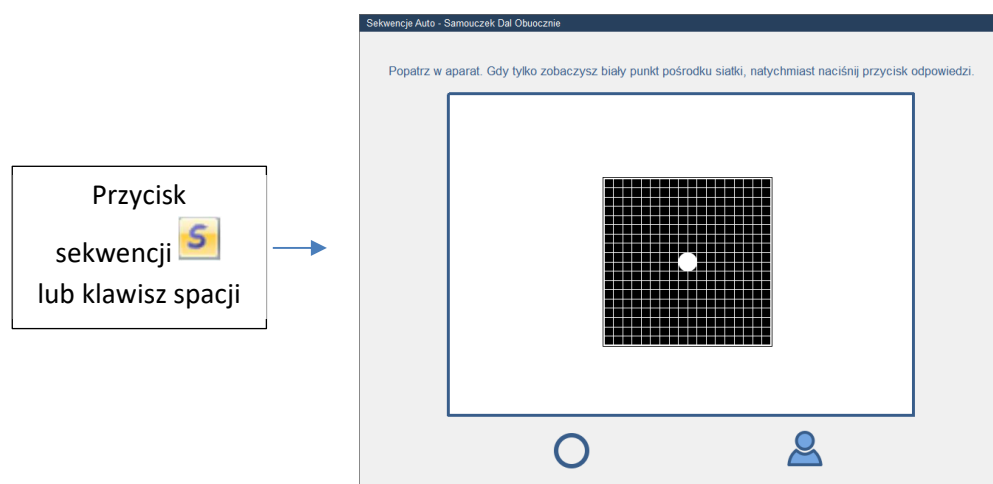 Przycisk
sekwencji S
lub klawisz spacji
Sekwencje Auto - Samouczek Dal Obuocznie
Popatrz w aparat. Gdy tylko zobaczysz biały punkt pośrodku siatki, natychmiast naciśnij przycisk odpowiedzi.